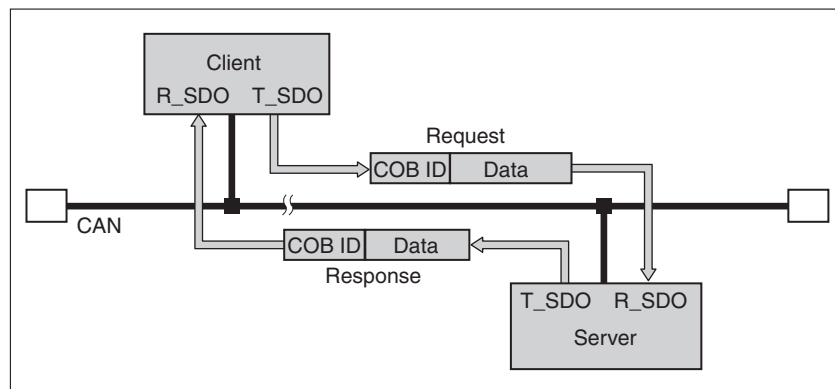 Client
R_SDO T_SDO
Request
COB ID Data
CAN
COB ID Data
Response
T_SDO R_SDO
Server